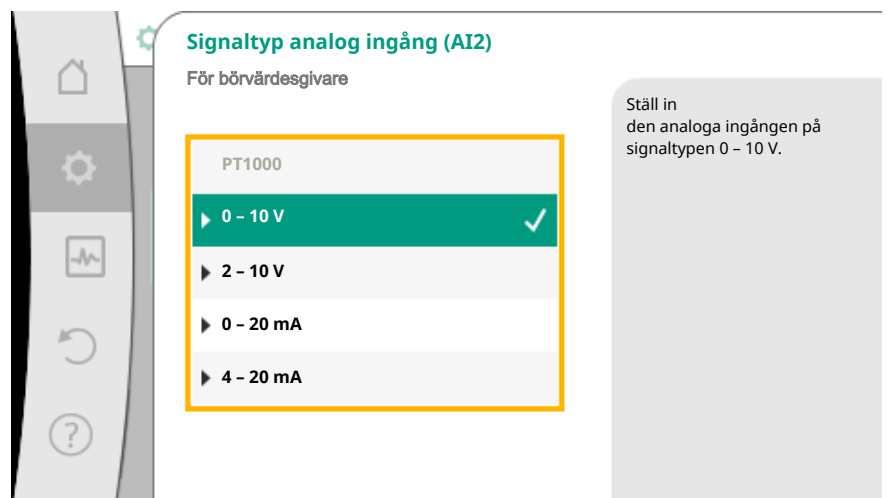 Signaltyp analog ingång (AI2)
För börvärdesgivare
PT1000
0 – 10 V
2 – 10 V
0 – 20 mA
4 – 20 mA
Ställ in
den analoga ingången på
signaltypen 0 – 10 V.
?